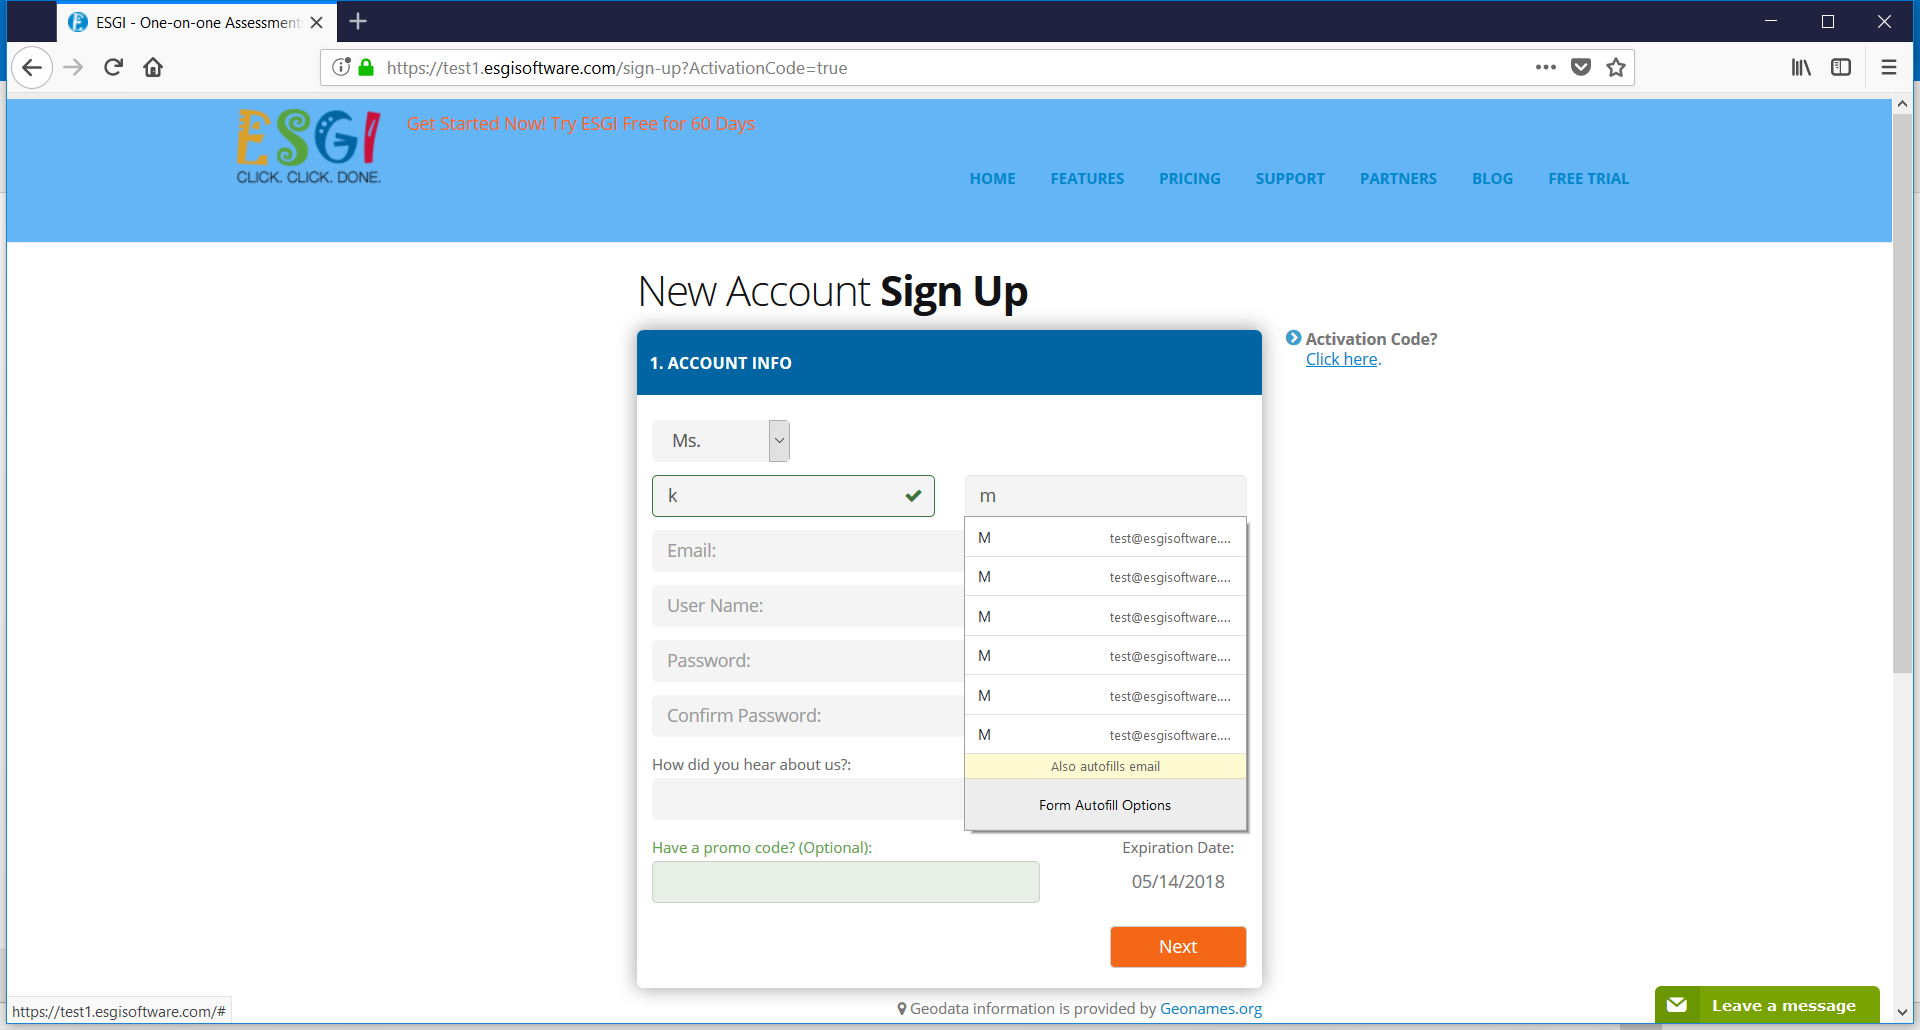 ESGI - One-on-one Assessment
https://test1.esgisoftware.com/sign-up?ActivationCode=true
ESGI
CLICK. CLICK. DONE.
Get Started Now! Try ESGI Free for 60 Days
HOME FEATURES PRICING SUPPORT PARTNERS BLOG FREE TRIAL
New Account Sign Up
1. ACCOUNT INFO
Activation Code?
Click here.
Ms.
k
m
M test@esgisoftware....
Email:
M test@esgisoftware....
User Name:
M test@esgisoftware....
Password:
M test@esgisoftware....
M test@esgisoftware....
Confirm Password:
M test@esgisoftware....
How did you hear about us?:
Also autofills email
Form Autofill Options
Have a promo code? (Optional):
Expiration Date:
05/14/2018
Next
Geodata information is provided by Geonames.org
https://test1.esgisoftware.com/#
Leave a message